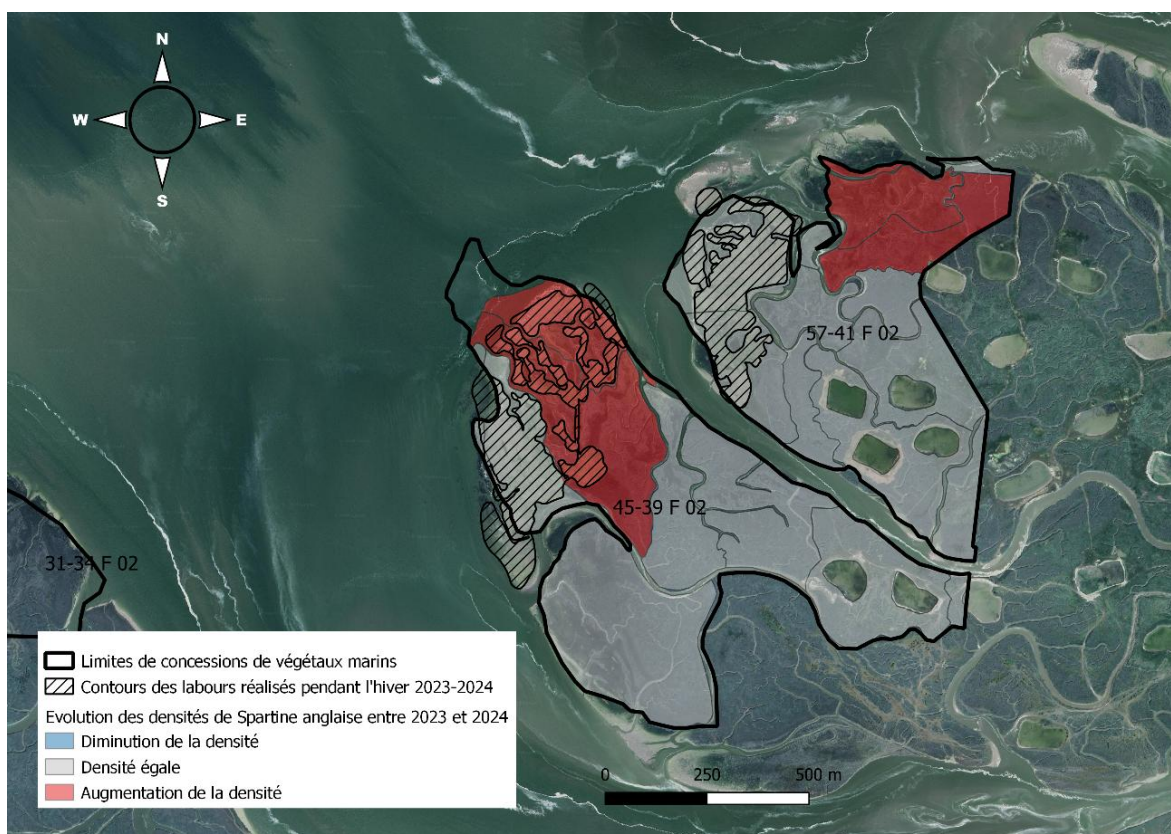 N
W E
S
57-41 F 02
45-39 F 02
31-34 F 02
Limites de concessions de végétaux marins
Contours des labours réalisés pendant l'hiver 2023-2024
Evolution des densités de Spartine anglaise entre 2023 et 2024
Diminution de la densité
Densité égale
Augmentation de la densité
0 250 500 m